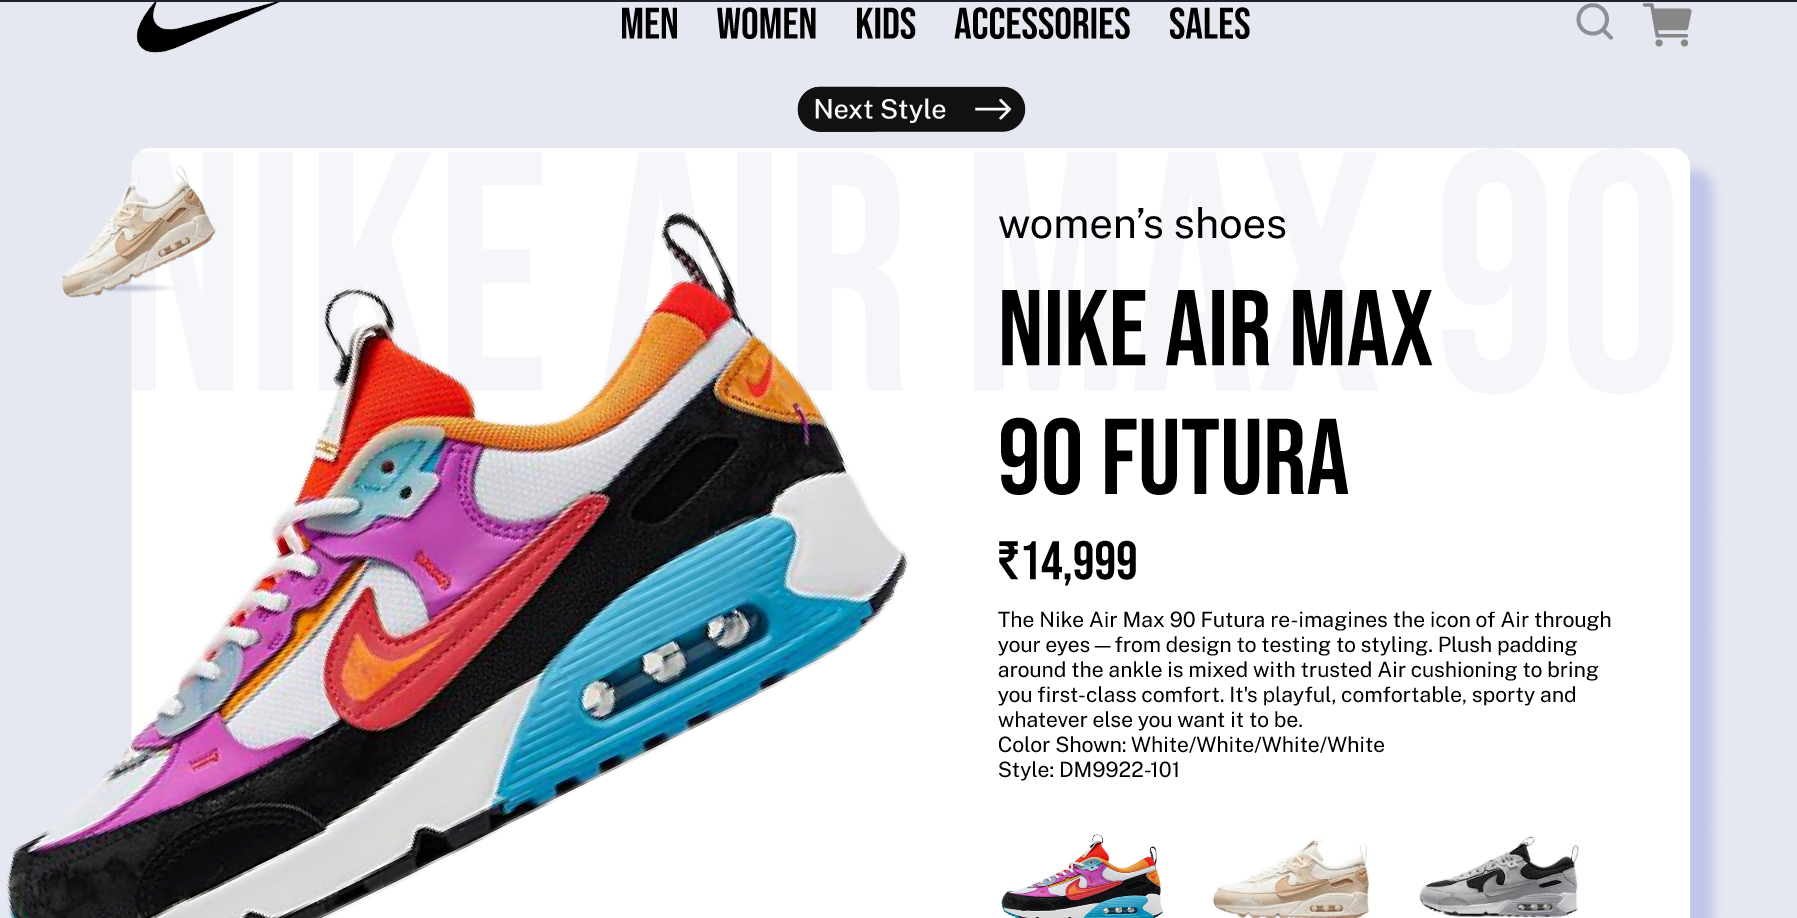 MEN WOMEN KIDS ACCESSORIES SALES
Next Style →
NIKE AIR MAX 90
women’s shoes
NIKE AIR MAX
90 FUTURA
₹14,999
The Nike Air Max 90 Futura re-imagines the icon of Air through
your eyes—from design to testing to styling. Plush padding
around the ankle is mixed with trusted Air cushioning to bring
you first-class comfort. It's playful, comfortable, sporty and
whatever else you want it to be.
Color Shown: White/White/White/White
Style: DM9922-101